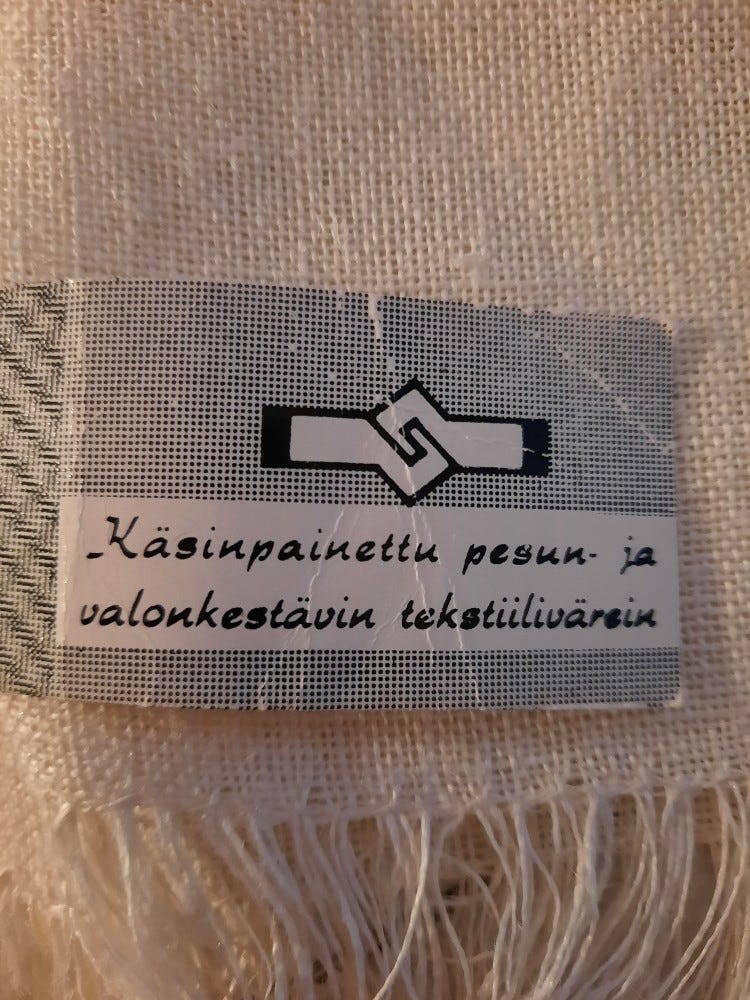 Käsinpainettu pesun- ja
valonkestävin tekstiilivärein